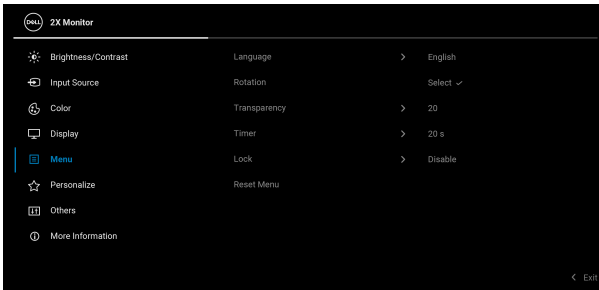 DELL 2X Monitor
Brightness/Contrast Language > English
Input Source Rotation Select ✓
Color Transparency > 20
Display Timer > 20 s
Menu Lock > Disable
Personalize Reset Menu
Others
More Information
< Exit